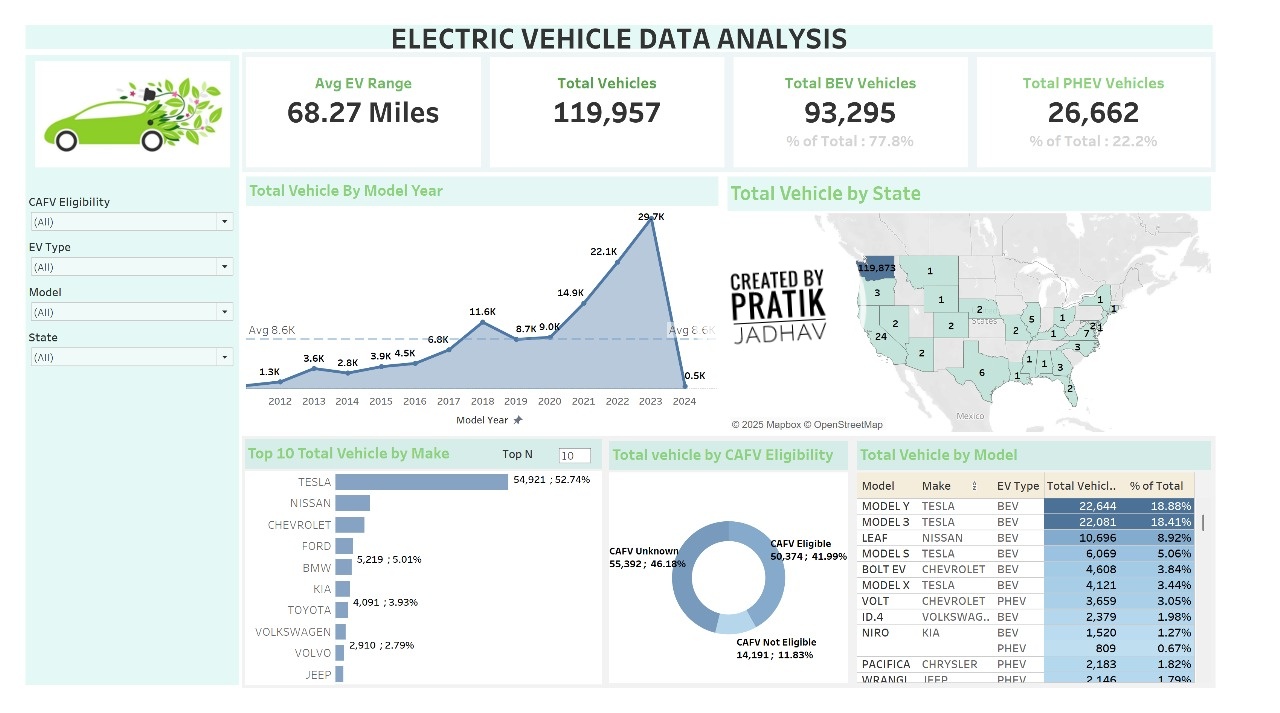 ELECTRIC VEHICLE DATA ANALYSIS
Avg EV Range
68.27 Miles
Total Vehicles
119,957
Total BEV Vehicles
93,295
% of Total : 77.8%
Total PHEV Vehicles
26,662
% of Total : 22.2%
CAFV Eligibility
(All)
EV Type
(All)
Model
(All)
State
(All)
Total Vehicle By Model Year
29.7K
22.1K
14.9K
11.6K
8.7K 9.0K
Avg 8.6K
Avg 8.6K
6.8K
3.6K
2.8K
3.9K
4.5K
1.3K
0.5K
2012 2013 2014 2015 2016 2017 2018 2019 2020 2021 2022 2023 2024
Model Year
Total Vehicle by State
CREATED BY
PRATIK
JADHAV
119,873
1
3
1
1
2
2
2
5
1
1
24
2
2
1
7
2
1
3
6
1
1
1
3
2
States
Mexico
© 2025 Mapbox © OpenStreetMap
Top 10 Total Vehicle by Make
Top N
10
TESLA
54,921 ; 52.74%
NISSAN
CHEVROLET
FORD
5,219 ; 5.01%
BMW
KIA
4,091 ; 3.93%
TOYOTA
VOLKSWAGEN
2,910 ; 2.79%
VOLVO
JEEP
Total vehicle by CAFV Eligibility
CAFV Unknown
55,392 ; 46.18%
CAFV Eligible
50,374 ; 41.99%
CAFV Not Eligible
14,191 ; 11.83%
Total Vehicle by Model
Model Make EV Type Total Vehicl.. % of Total
MODEL Y TESLA BEV 22,644 18.88%
MODEL 3 TESLA BEV 22,081 18.41%
LEAF NISSAN BEV 10,696 8.92%
MODEL S TESLA BEV 6,069 5.06%
BOLT EV CHEVROLET BEV 4,608 3.84%
MODEL X TESLA BEV 4,121 3.44%
VOLT CHEVROLET PHEV 3,659 3.05%
ID.4 VOLKSWAG.. BEV 2,379 1.98%
NIRO KIA BEV 1,520 1.27%
PHEV 809 0.67%
PACIFICA CHRYSLER PHEV 2,183 1.82%
WRANGL JEEP PHEV 2,146 1.79%